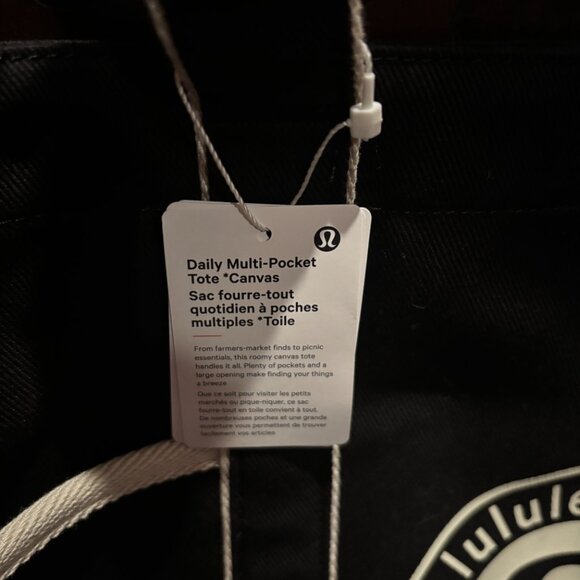 Daily Multi-Pocket
Tote *Canvas
Sac fourre-tout
quotidien à poches
multiples *Toile
From farmers-market finds to picnic
essentials, this roomy canvas tote
handles it all. Plenty of pockets and a
large opening make finding your things
a breeze
Que ce soit pour visiter les petits
marchés ou pique-niquer, ce sac
fourre-tout en toile convient à tout.
De nombreuses poches et une grande
ouverture vous permettent de trouver
facilement vos articles
lulule